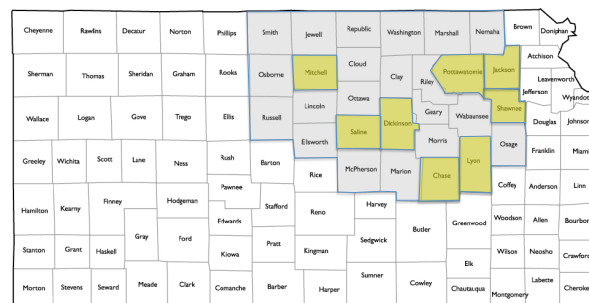 Cheyenne Rawlins Decatur Norton Phillips Smith Jewell Republic Washington Marshall Nemaha Brown Doniphan
Sherman Thomas Sheridan Graham Rooks Osborne Mitchell Cloud Clay Riley Pottawatomie Jackson Atchison
Jefferson Leavenworth
Wyandot
Wallace Logan Gove Trego Ellis Russell Lincoln Ottawa Saline Dickinson Geary Wabaunsee Shawnee Douglas Johnson
Ellsworth Morris Osage
Greeley Wichita Scott Lane Ness Rush Barton Rice McPherson Marion Chase Lyon Franklin Miami
Hamilton Kearny Finney Hodgeman Pawnee Stafford Reno Harvey Butler Greenwood Coffey Anderson Linn
Gray Ford Edwards Sedgwick Woodson Allen Bourbon
Stanton Grant Haskell Kiowa Pratt Kingman Elk Wilson Neosho Crawford
Morton Stevens Seward Meade Clark Comanche Barber Harper Sumner Cowley Chautauqua Montgomery Labette Cheroke